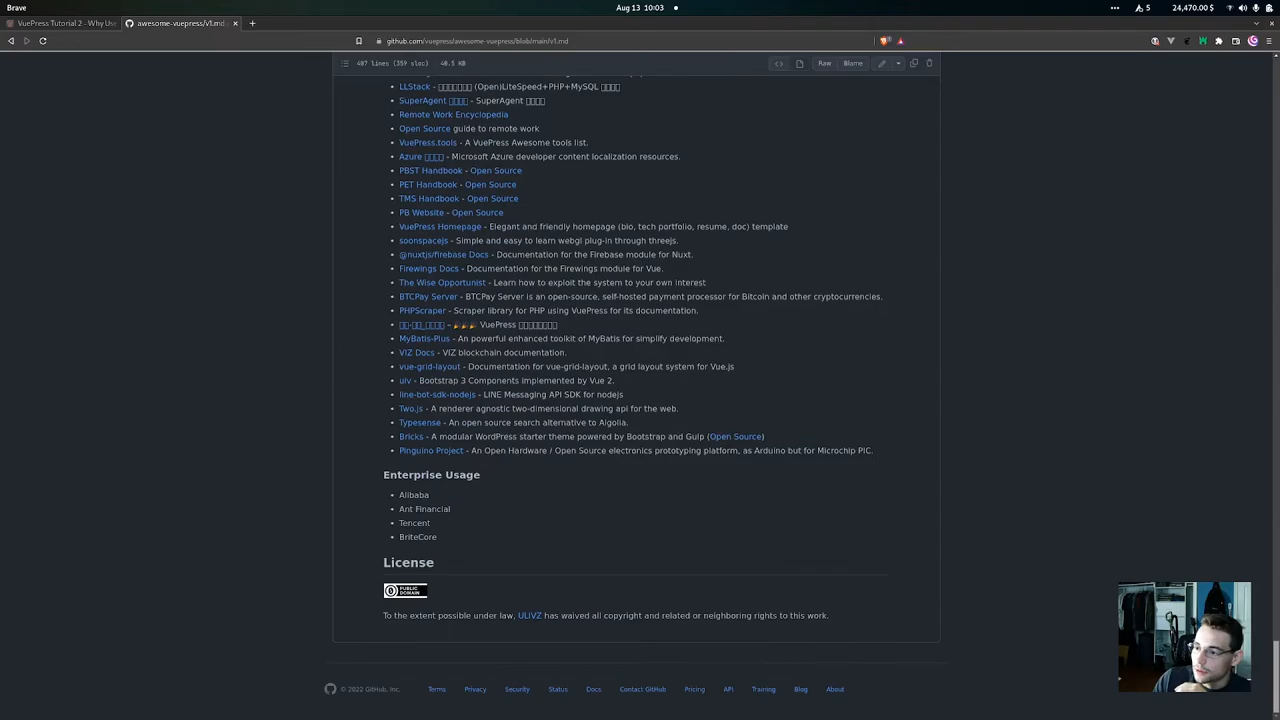 Brave
Aug 13 10:03
5
24,470.00 $
VuePress Tutorial 2 - Why Use
awesome-vuepress/v1.md
github.com/vuepress/awesome-vuepress/blob/main/v1.md
407 lines (359 sloc)
40.5 KB
Raw
Blame
LLStack - (Open)LiteSpeed+PHP+MySQL
SuperAgent - SuperAgent
Remote Work Encyclopedia
Open Source guide to remote work
VuePress.tools - A VuePress Awesome tools list.
Azure - Microsoft Azure developer content localization resources.
PBST Handbook - Open Source
PET Handbook - Open Source
TMS Handbook - Open Source
PB Website - Open Source
VuePress Homepage - Elegant and friendly homepage (bio, tech portfolio, resume, doc) template
soonspacejs - Simple and easy to learn webgl plug-in through threejs.
@nuxtjs/firebase Docs - Documentation for the Firebase module for Nuxt.
Firewings Docs - Documentation for the Firewings module for Vue.
The Wise Opportunist - Learn how to exploit the system to your own interest
BTCPay Server - BTCPay Server is an open-source, self-hosted payment processor for Bitcoin and other cryptocurrencies.
PHPScraper - Scraper library for PHP using VuePress for its documentation.
VuePress
MyBatis-Plus - An powerful enhanced toolkit of MyBatis for simplify development.
VIZ Docs - VIZ blockchain documentation.
vue-grid-layout - Documentation for vue-grid-layout, a grid layout system for Vue.js
uiv - Bootstrap 3 Components implemented by Vue 2.
line-bot-sdk-nodejs - LINE Messaging API SDK for nodejs
Two.js - A renderer agnostic two-dimensional drawing api for the web.
Typesense - An open source search alternative to Algolia.
Bricks - A modular WordPress starter theme powered by Bootstrap and Gulp (Open Source)
Pinguino Project - An Open Hardware / Open Source electronics prototyping platform, as Arduino but for Microchip PIC.
Enterprise Usage
Alibaba
Ant Financial
Tencent
BriteCore
License
PUBLIC DOMAIN
To the extent possible under law, ULIVZ has waived all copyright and related or neighboring rights to this work.
© 2022 GitHub, Inc.
Terms
Privacy
Security
Status
Docs
Contact GitHub
Pricing
API
Training
Blog
About